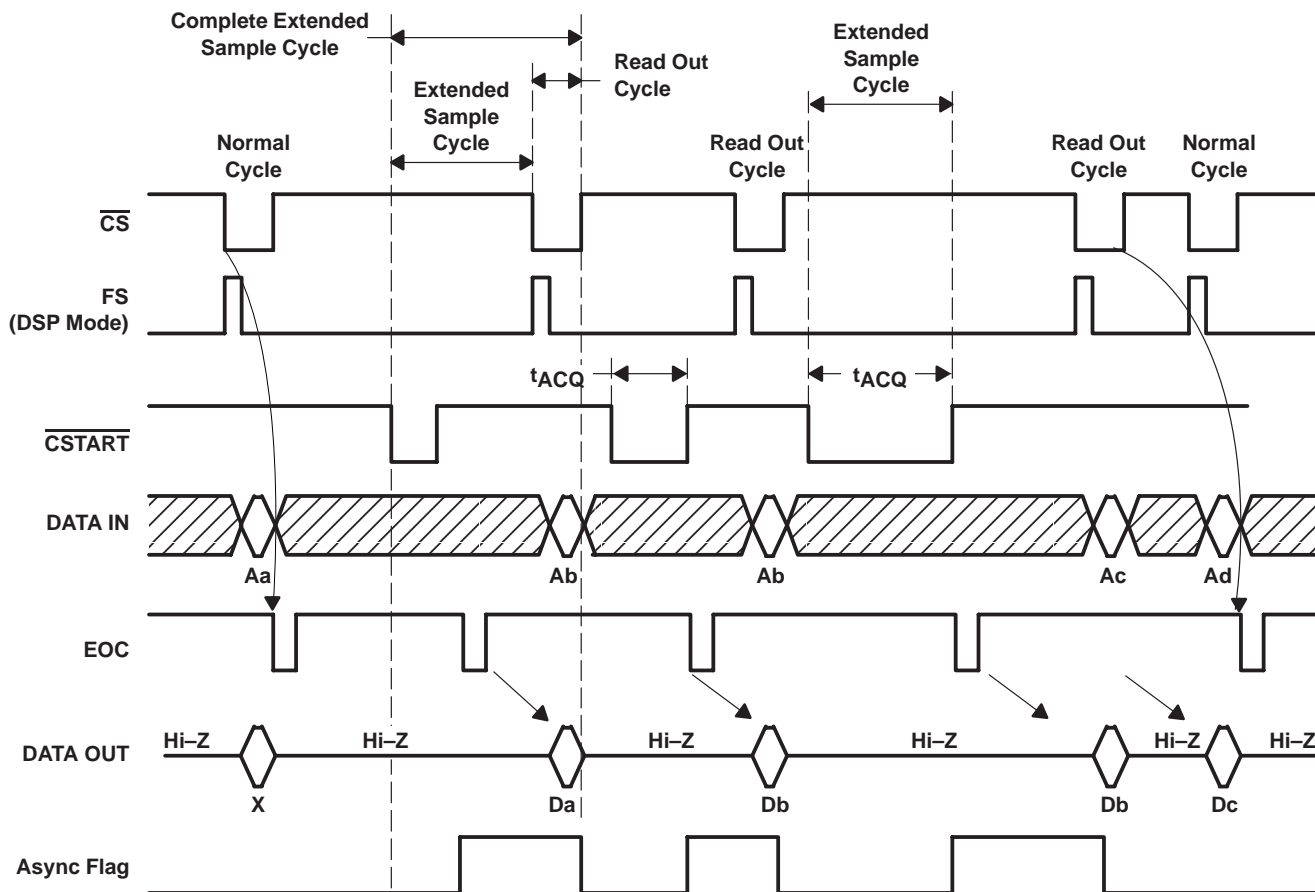 Complete Extended
Sample Cycle
Extended
Sample
Cycle
Read Out
Cycle
Extended
Sample
Cycle
Normal
Cycle
Read Out
Cycle
Read Out
Cycle
Normal
Cycle
CS
FS
(DSP Mode)
tACQ
tACQ
CSTART
DATA IN
Aa
Ab
Ab
Ac
Ad
EOC
Hi–Z
Hi–Z
Hi–Z
Hi–Z
Hi–Z
Hi–Z
DATA OUT
X
Da
Db
Db
Dc
Async Flag